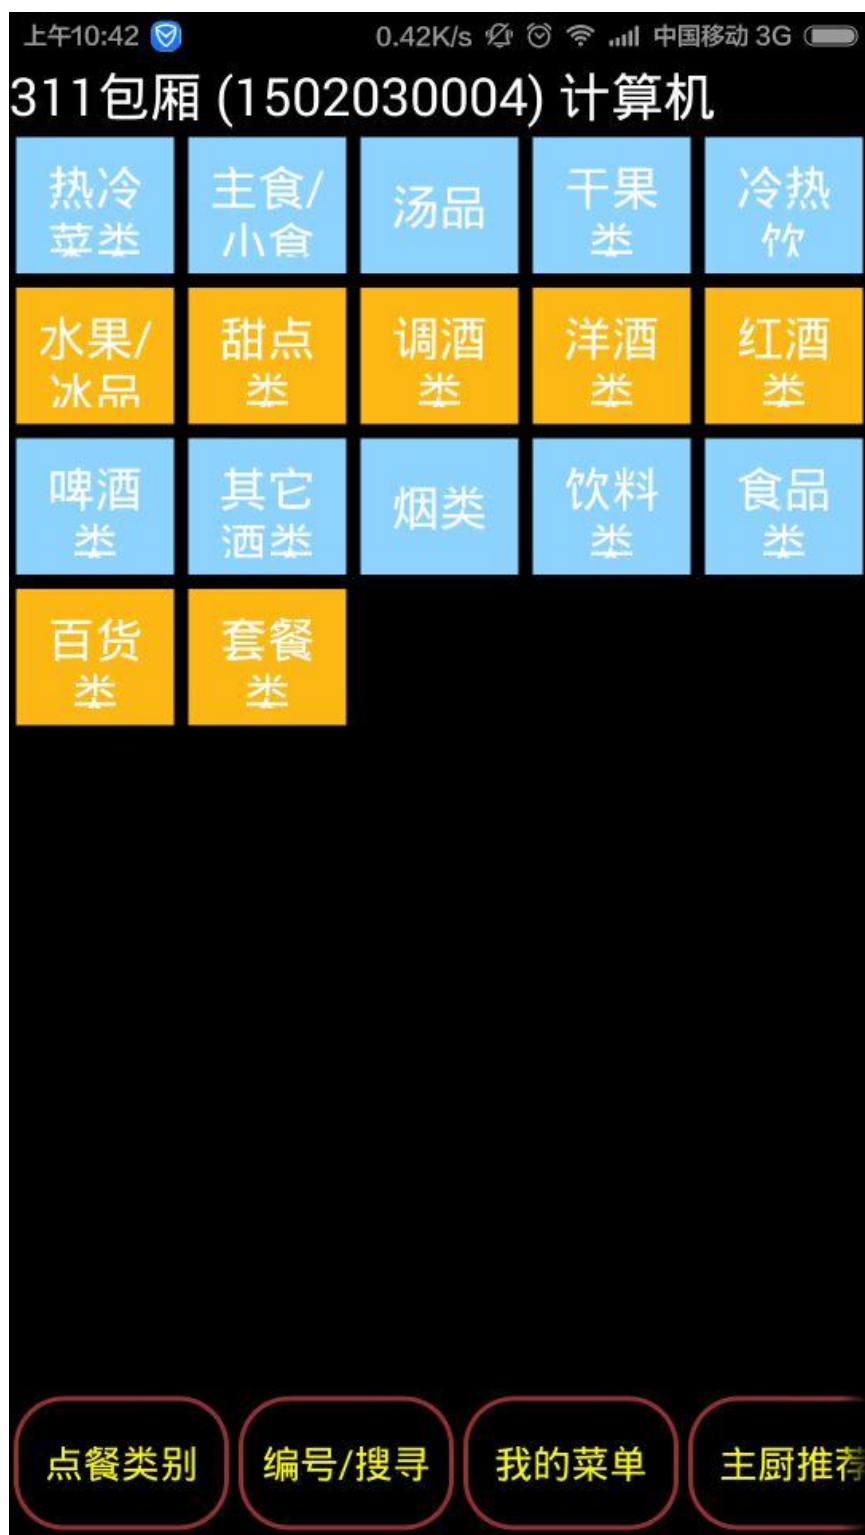 上午10:42 0.42K/s 中国移动 3G
311包厢 (1502030004) 计算机
热冷菜类 主食/小食 汤品 干果类 冷热饮
水果/冰品 甜点类 调酒类 洋酒类 红酒类
啤酒类 其它酒类 烟类 饮料类 食品类
百货类 套餐类
点餐类别 编号/搜寻 我的菜单 主厨推荐